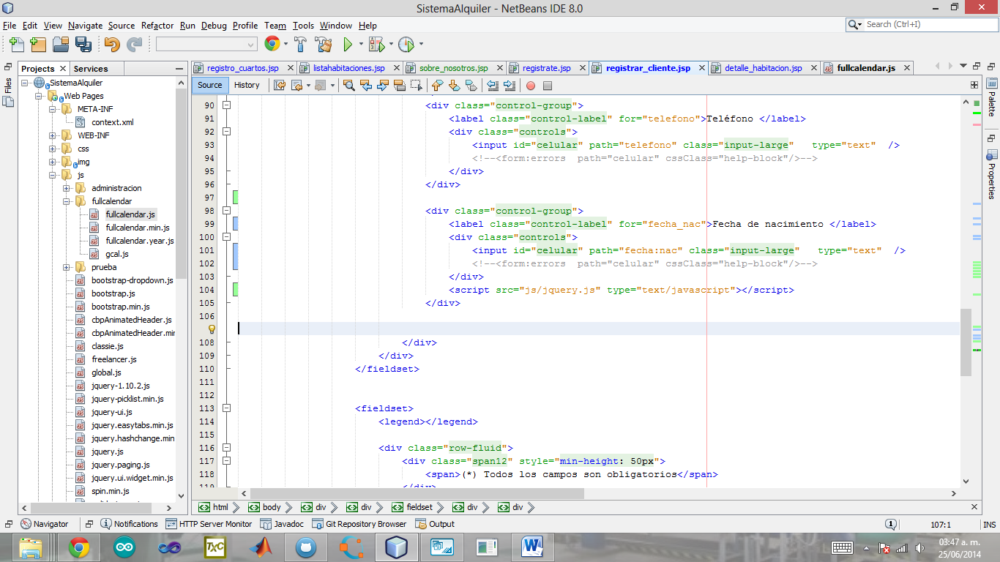 SistemaAlquiler - NetBeans IDE 8.0
File Edit View Navigate Source Refactor Run Debug Profile Team Tools Window Help
Search (Ctrl+I)
Projects Services
registro_cuartos.jsp listahabitaciones.jsp sobre_nosotros.jsp registrate.jsp registrar_cliente.jsp detalle_habitacion.jsp fullcalendar.js
Source History
Files
Palette
Properties
SistemaAlquiler
Web Pages
META-INF
context.xml
WEB-INF
css
img
js
administracion
fullcalendar
fullcalendar.js
fullcalendar.min.js
fullcalendar.year.js
gcal.js
prueba
bootstrap-dropdown.js
bootstrap.js
bootstrap.min.js
cbpAnimatedHeader.js
cbpAnimatedHeader.mir
classie.js
freelancer.js
global.js
jquery-1.10.2.js
jquery-picklist.min.js
jquery-ui.js
jquery.easytabs.min.js
jquery.hashchange.min
jquery.js
jquery.paging.js
jquery.ui.widget.min.js
spin.min.js
90 <div class="control-group">
91 <label class="control-label" for="telefono">Teléfono </label>
92 <div class="controls">
93 <input id="celular" path="telefono" class="input-large" type="text" />
94 <!--<form:errors path="celular" cssClass="help-block"/>-->
95 </div>
96 </div>
97
98 <div class="control-group">
99 <label class="control-label" for="fecha_nac">Fecha de nacimiento </label>
100 <div class="controls">
101 <input id="celular" path="fecha:nac" class="input-large" type="text" />
102 <!--<form:errors path="celular" cssClass="help-block"/>-->
103 </div>
104 <script src="js/jquery.js" type="text/javascript"></script>
105 </div>
106
108 </div>
109 </div>
110 </fieldset>
111
112
113 <fieldset>
114 <legend></legend>
115
116 <div class="row-fluid">
117 <div class="span12" style="min-height: 50px">
118 <span>(*) Todos los campos son obligatorios</span>
119 </div>
html body div div fieldset div div
Navigator Notifications HTTP Server Monitor Javadoc Git Repository Browser Output
1 107:1 INS
TXC
03:47 a. m.
25/06/2014